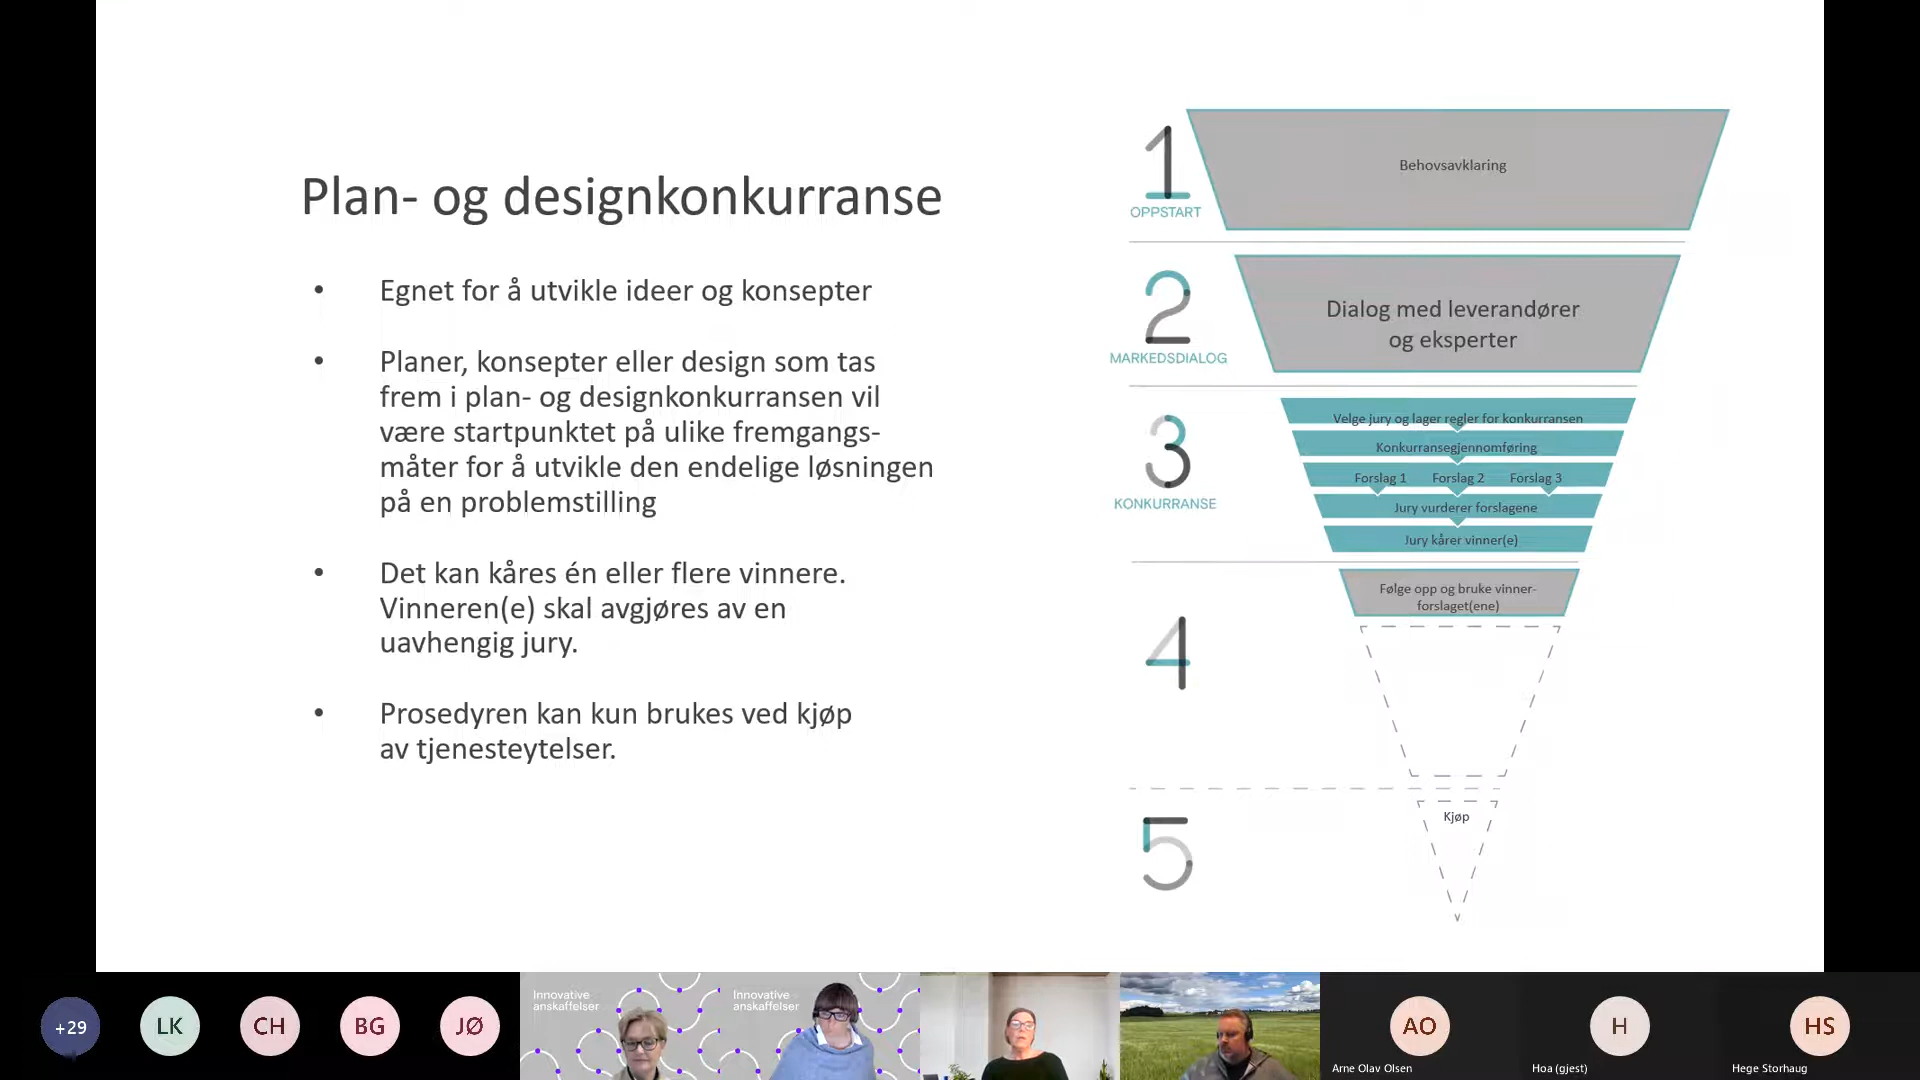 Plan- og designkonkurranse
• Egnet for å utvikle ideer og konsepter
• Planer, konsepter eller design som tas
frem i plan- og designkonkurransen vil
være startpunktet på ulike fremgangs-
måter for å utvikle den endelige løsningen
på en problemstilling
• Det kan kåres én eller flere vinnere.
Vinneren(e) skal avgjøres av en
uavhengig jury.
• Prosedyren kan kun brukes ved kjøp
av tjenesteytelser.
1
OPPSTART
Behovsavklaring
2
MARKEDSDIALOG
Dialog med leverandører
og eksperter
3
KONKURRANSE
Velge jury og lager regler for konkurransen
Konkurransegjennomføring
Forslag 1 Forslag 2 Forslag 3
Jury vurderer forslagene
Jury kårer vinner(e)
4
Følge opp og bruke vinner-
forslaget(ene)
5
Kjøp
+29
LK
CH
BG
JØ
Innovative
anskaffelser
Innovative
anskaffelser
AO
Arne Olav Olsen
H
Hoa (gjest)
HS
Hege Storhaug